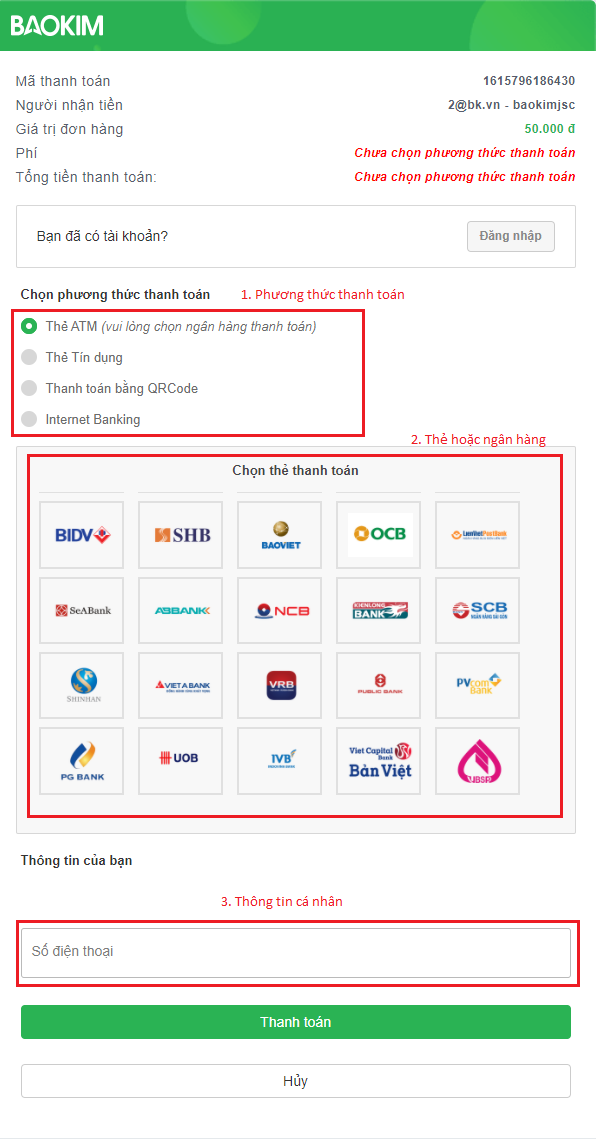 BAOKIM
Mã thanh toán 1615796186430
Người nhận tiền 2@bk.vn - baokimjsc
Giá trị đơn hàng 50.000 đ
Phí Chưa chọn phương thức thanh toán
Tổng tiền thanh toán: Chưa chọn phương thức thanh toán
Bạn đã có tài khoản? Đăng nhập
Chọn phương thức thanh toán 1. Phương thức thanh toán
Thẻ ATM (vui lòng chọn ngân hàng thanh toán)
Thẻ Tín dụng
Thanh toán bằng QRCode
Internet Banking
2. Thẻ hoặc ngân hàng
Chọn thẻ thanh toán
BIDV SHB BAOVIET OCB LienVietPostBank
SeABank ABBANK NCB KIENLONG BANK SCB
NGÂN HÀNG SÀI GÒN
SHINHAN VIET A BANK VRB PUBLIC BANK PVcomBank
PG BANK UOB IVB Viet Capital Bank
Bản Việt VBSP
Thông tin của bạn
3. Thông tin cá nhân
Số điện thoại
Thanh toán
Hủy